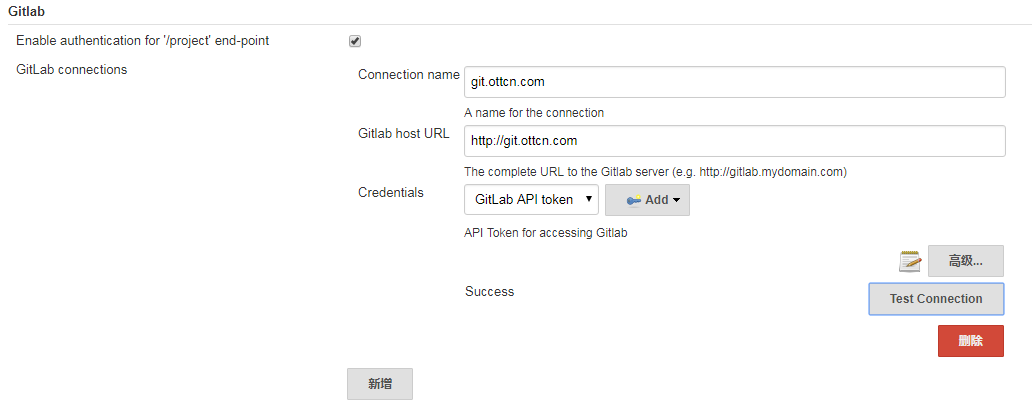 Gitlab
Enable authentication for '/project' end-point
GitLab connections
Connection name
git.ottcn.com
A name for the connection
Gitlab host URL
http://git.ottcn.com
The complete URL to the Gitlab server (e.g. http://gitlab.mydomain.com)
Credentials
GitLab API token
Add
API Token for accessing Gitlab
高级...
Success
Test Connection
删除
新增